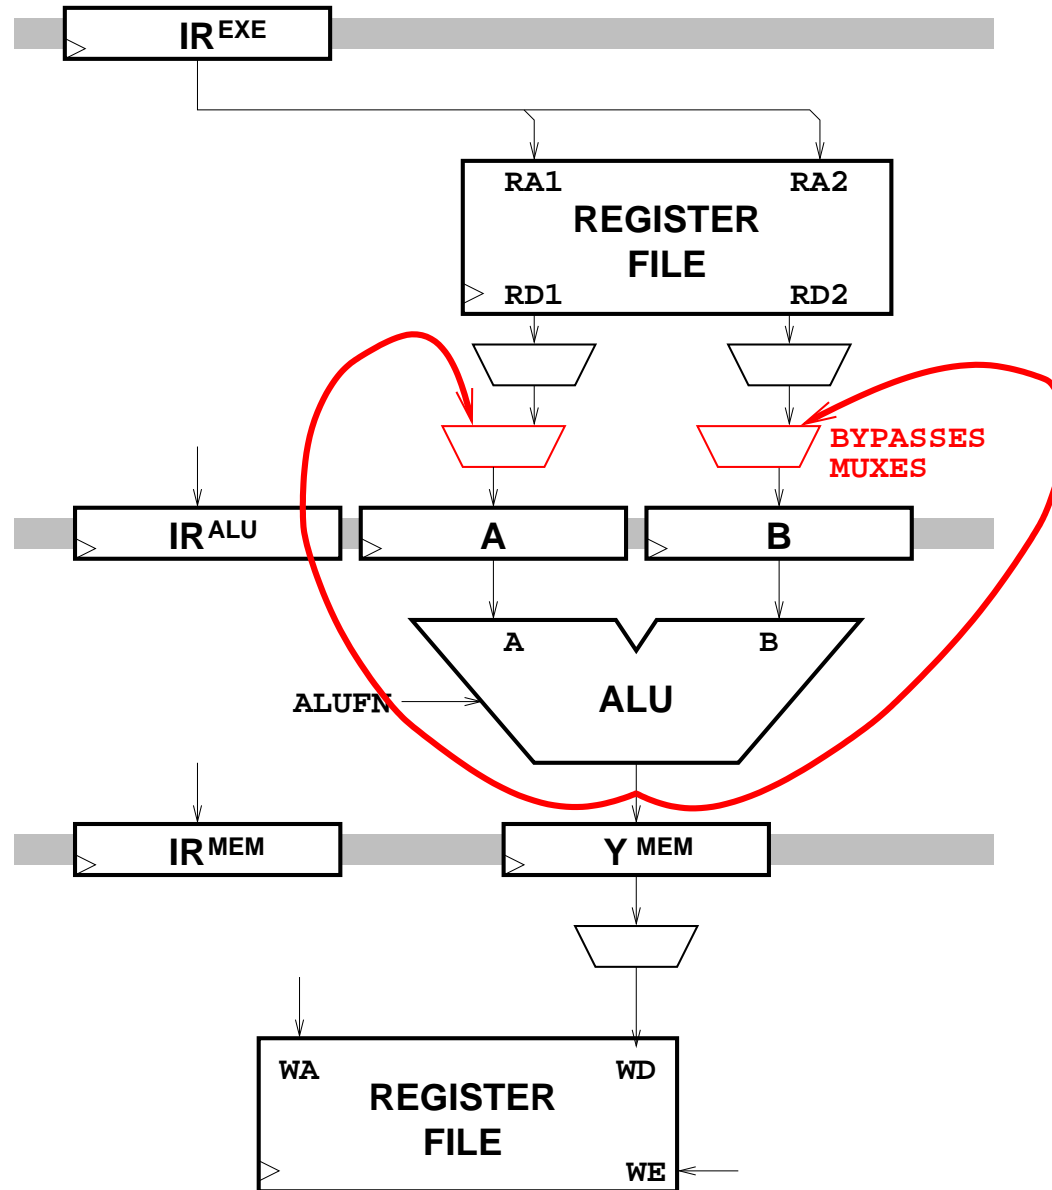 IR EXE
RA1 RA2
REGISTER
FILE
RD1 RD2
BYPASSES
MUXES
IR ALU A B
A B
ALUFN ALU
IR MEM Y MEM
WA WD
REGISTER
FILE
WE